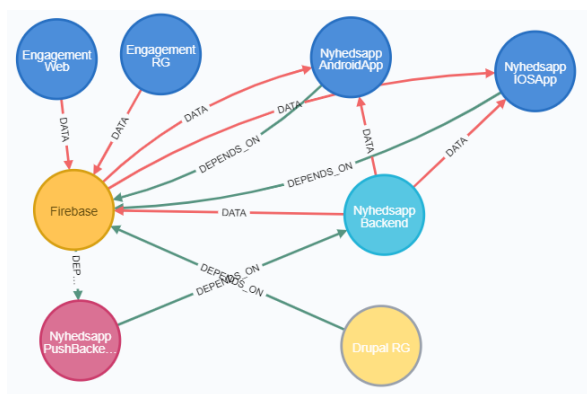 Engagement
Web
Engagement
RG
Nyhedsapp
AndroidApp
Nyhedsapp
IOSApp
DATA
DATA
DATA
DATA
DEPENDS_ON
DATA
DATA
DEPENDS_ON
Firebase
DATA
Nyhedsapp
Backend
DEP...
DEPENDS_ON
DEPENDS_ON
Nyhedsapp
PushBacke...
Drupal RG